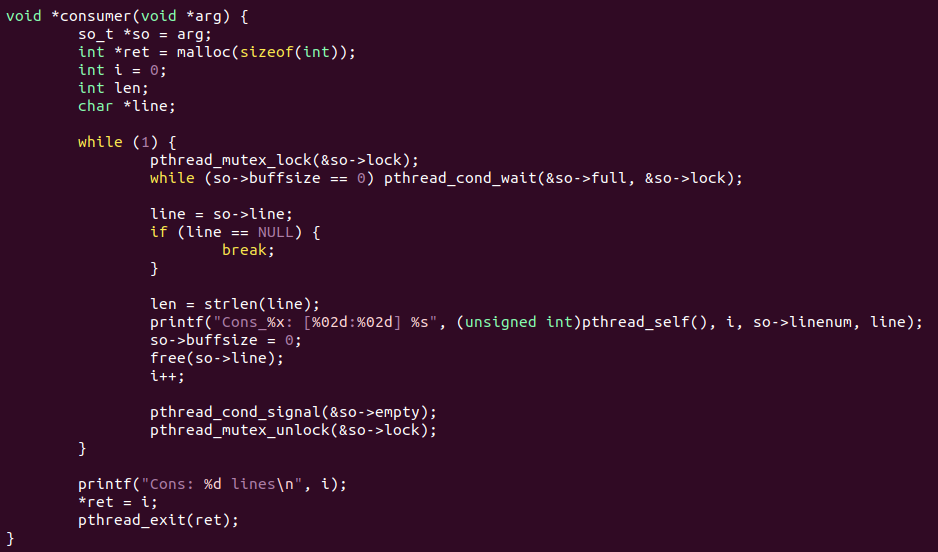 void *consumer(void *arg) {
        so_t *so = arg;
        int *ret = malloc(sizeof(int));
        int i = 0;
        int len;
        char *line;

        while (1) {
                pthread_mutex_lock(&so->lock);
                while (so->buffsize == 0) pthread_cond_wait(&so->full, &so->lock);

                line = so->line;
                if (line == NULL) {
                        break;
                }

                len = strlen(line);
                printf("Cons_%x: [%02d:%02d] %s", (unsigned int)pthread_self(), i, so->linenum, line);
                so->buffsize = 0;
                free(so->line);
                i++;

                pthread_cond_signal(&so->empty);
                pthread_mutex_unlock(&so->lock);
        }

        printf("Cons: %d lines\n", i);
        *ret = i;
        pthread_exit(ret);
}